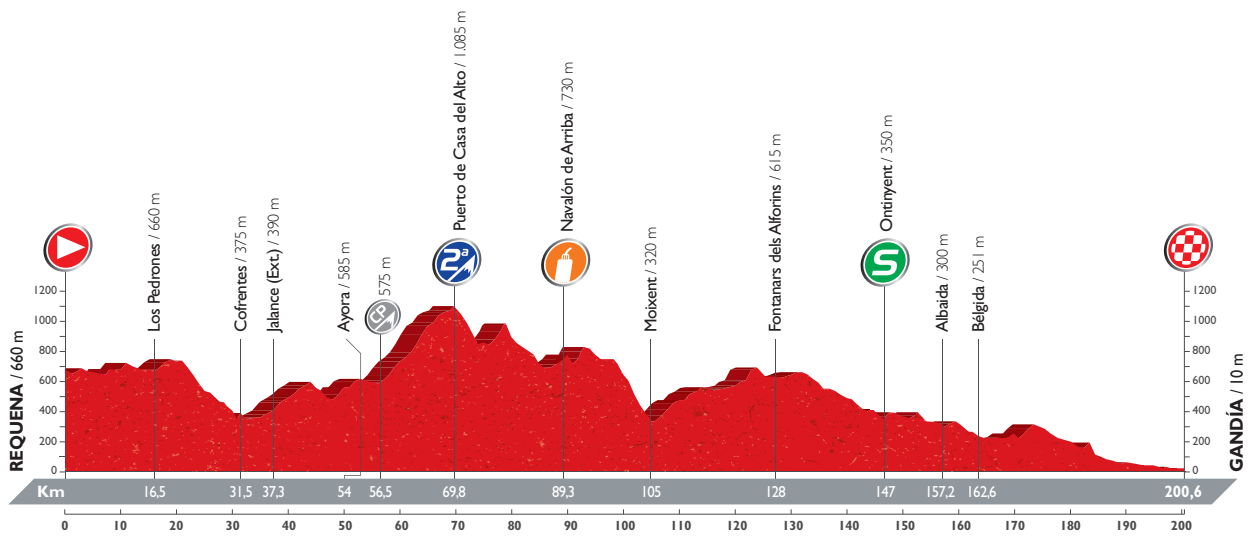 REQUENA / 660 m
Los Pedrones / 660 m
Cofrentes / 375 m
Jalance (Ext.) / 390 m
Ayora / 585 m
CP
575 m
Puerto de Casa del Alto / 1.085 m
2ª
Navalón de Arriba / 730 m
Moixent / 320 m
Fontanars dels Alforins / 615 m
Ontinyent / 350 m
S
Albaida / 300 m
Bélgida / 251 m
GANDÍA / 10 m
1200
1000
800
600
400
200
0
1200
1000
800
600
400
200
0
Km 16,5 31,5 37,3 54 56,5 69,8 89,3 105 128 147 157,2 162,6 200,6
0 10 20 30 40 50 60 70 80 90 100 110 120 130 140 150 160 170 180 190 200